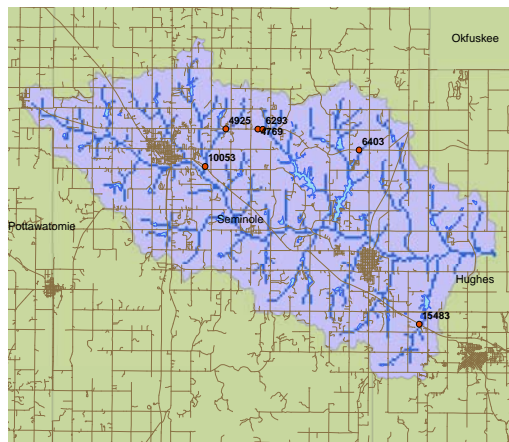 Okfuskee
4925
6293
4769
6403
10053
Seminole
Pottawatomie
Hughes
15483